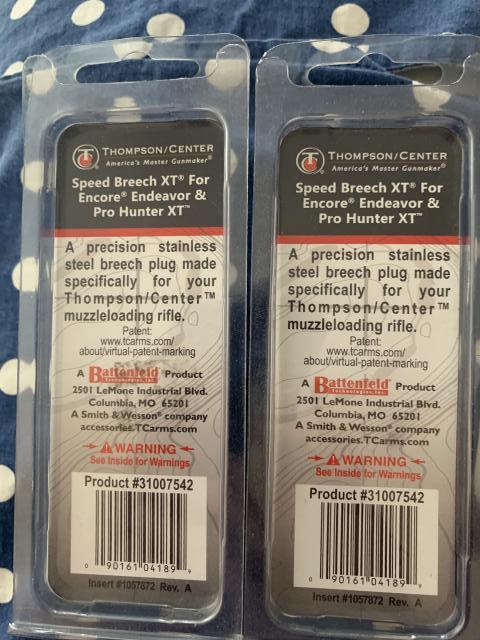 THOMPSON/CENTER
America's Master Gunmaker®
Speed Breech XT® For
Encore® Endeavor &
Pro Hunter XT™
A precision stainless
steel breech plug made
specifically for your
Thompson/Center™
muzzleloading rifle.
Patent:
www.tcarms.com/
about/virtual-patent-marking
A Battenfeld Product
Technologies, Inc.
2501 LeMone Industrial Blvd.
Columbia, MO 65201
A Smith & Wesson® company
accessories.TCarms.com
WARNING
See Inside for Warnings
Product #31007542
0 90161 04189 9
Insert #1057872 Rev. A
THOMPSON/CENTER
America's Master Gunmaker®
Speed Breech XT® For
Encore® Endeavor &
Pro Hunter XT™
A precision stainless
steel breech plug made
specifically for your
Thompson/Center™
muzzleloading rifle.
Patent:
www.tcarms.com/
about/virtual-patent-marking
A Battenfeld Product
Technologies, Inc.
2501 LeMone Industrial Blvd.
Columbia, MO 65201
A Smith & Wesson® company
accessories.TCarms.com
WARNING
See Inside for Warnings
Product #31007542
0 90161 04189 9
Insert #1057872 Rev. A